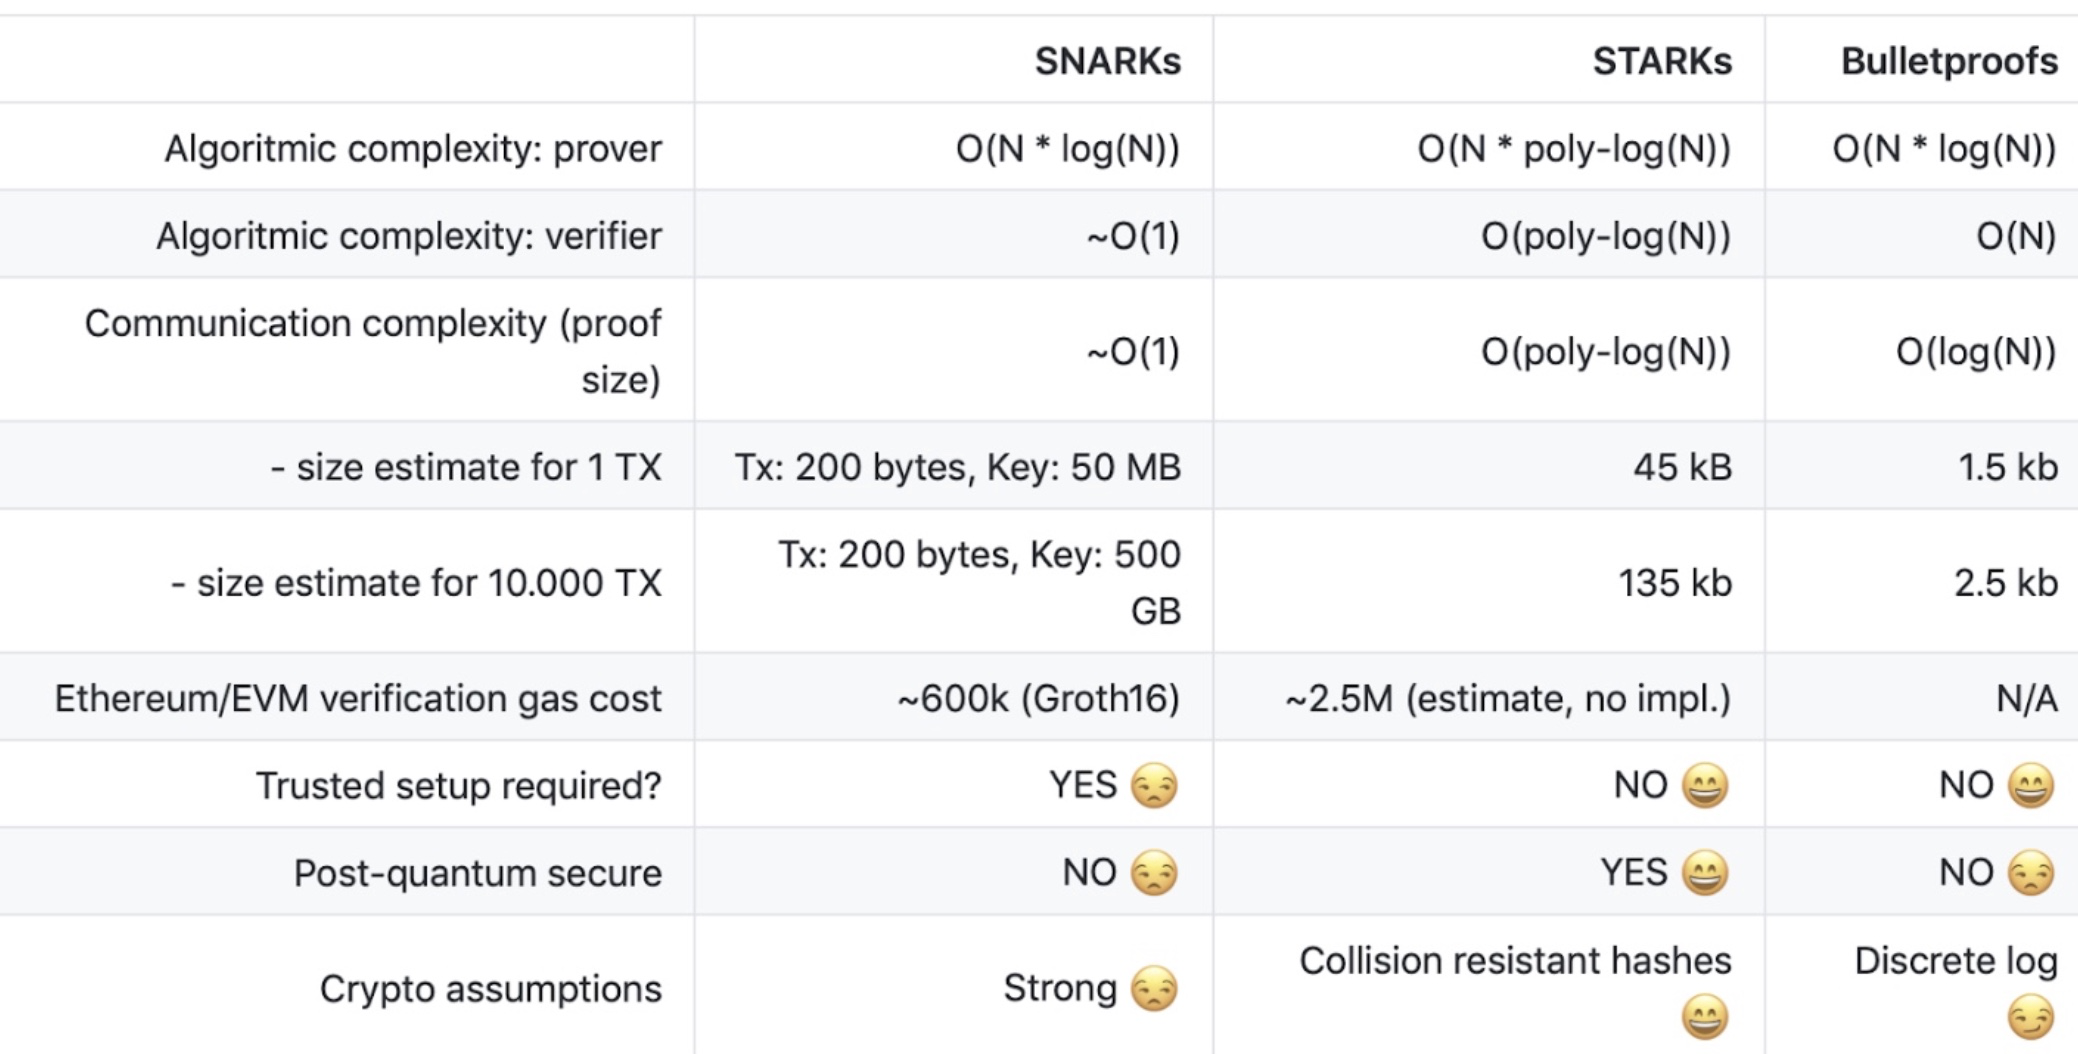 SNARKs STARKs Bulletproofs
Algoritmic complexity: prover O(N * log(N)) O(N * poly-log(N)) O(N * log(N))
Algoritmic complexity: verifier ~O(1) O(poly-log(N)) O(N)
Communication complexity (proof
size) ~O(1) O(poly-log(N)) O(log(N))
- size estimate for 1 TX Tx: 200 bytes, Key: 50 MB 45 kB 1.5 kb
- size estimate for 10.000 TX Tx: 200 bytes, Key: 500
GB 135 kb 2.5 kb
Ethereum/EVM verification gas cost ~600k (Groth16) ~2.5M (estimate, no impl.) N/A
Trusted setup required? YES 😒 NO 😄 NO 😄
Post-quantum secure NO 😒 YES 😄 NO 😒
Crypto assumptions Strong 😒 Collision resistant hashes
😄 Discrete log
😏